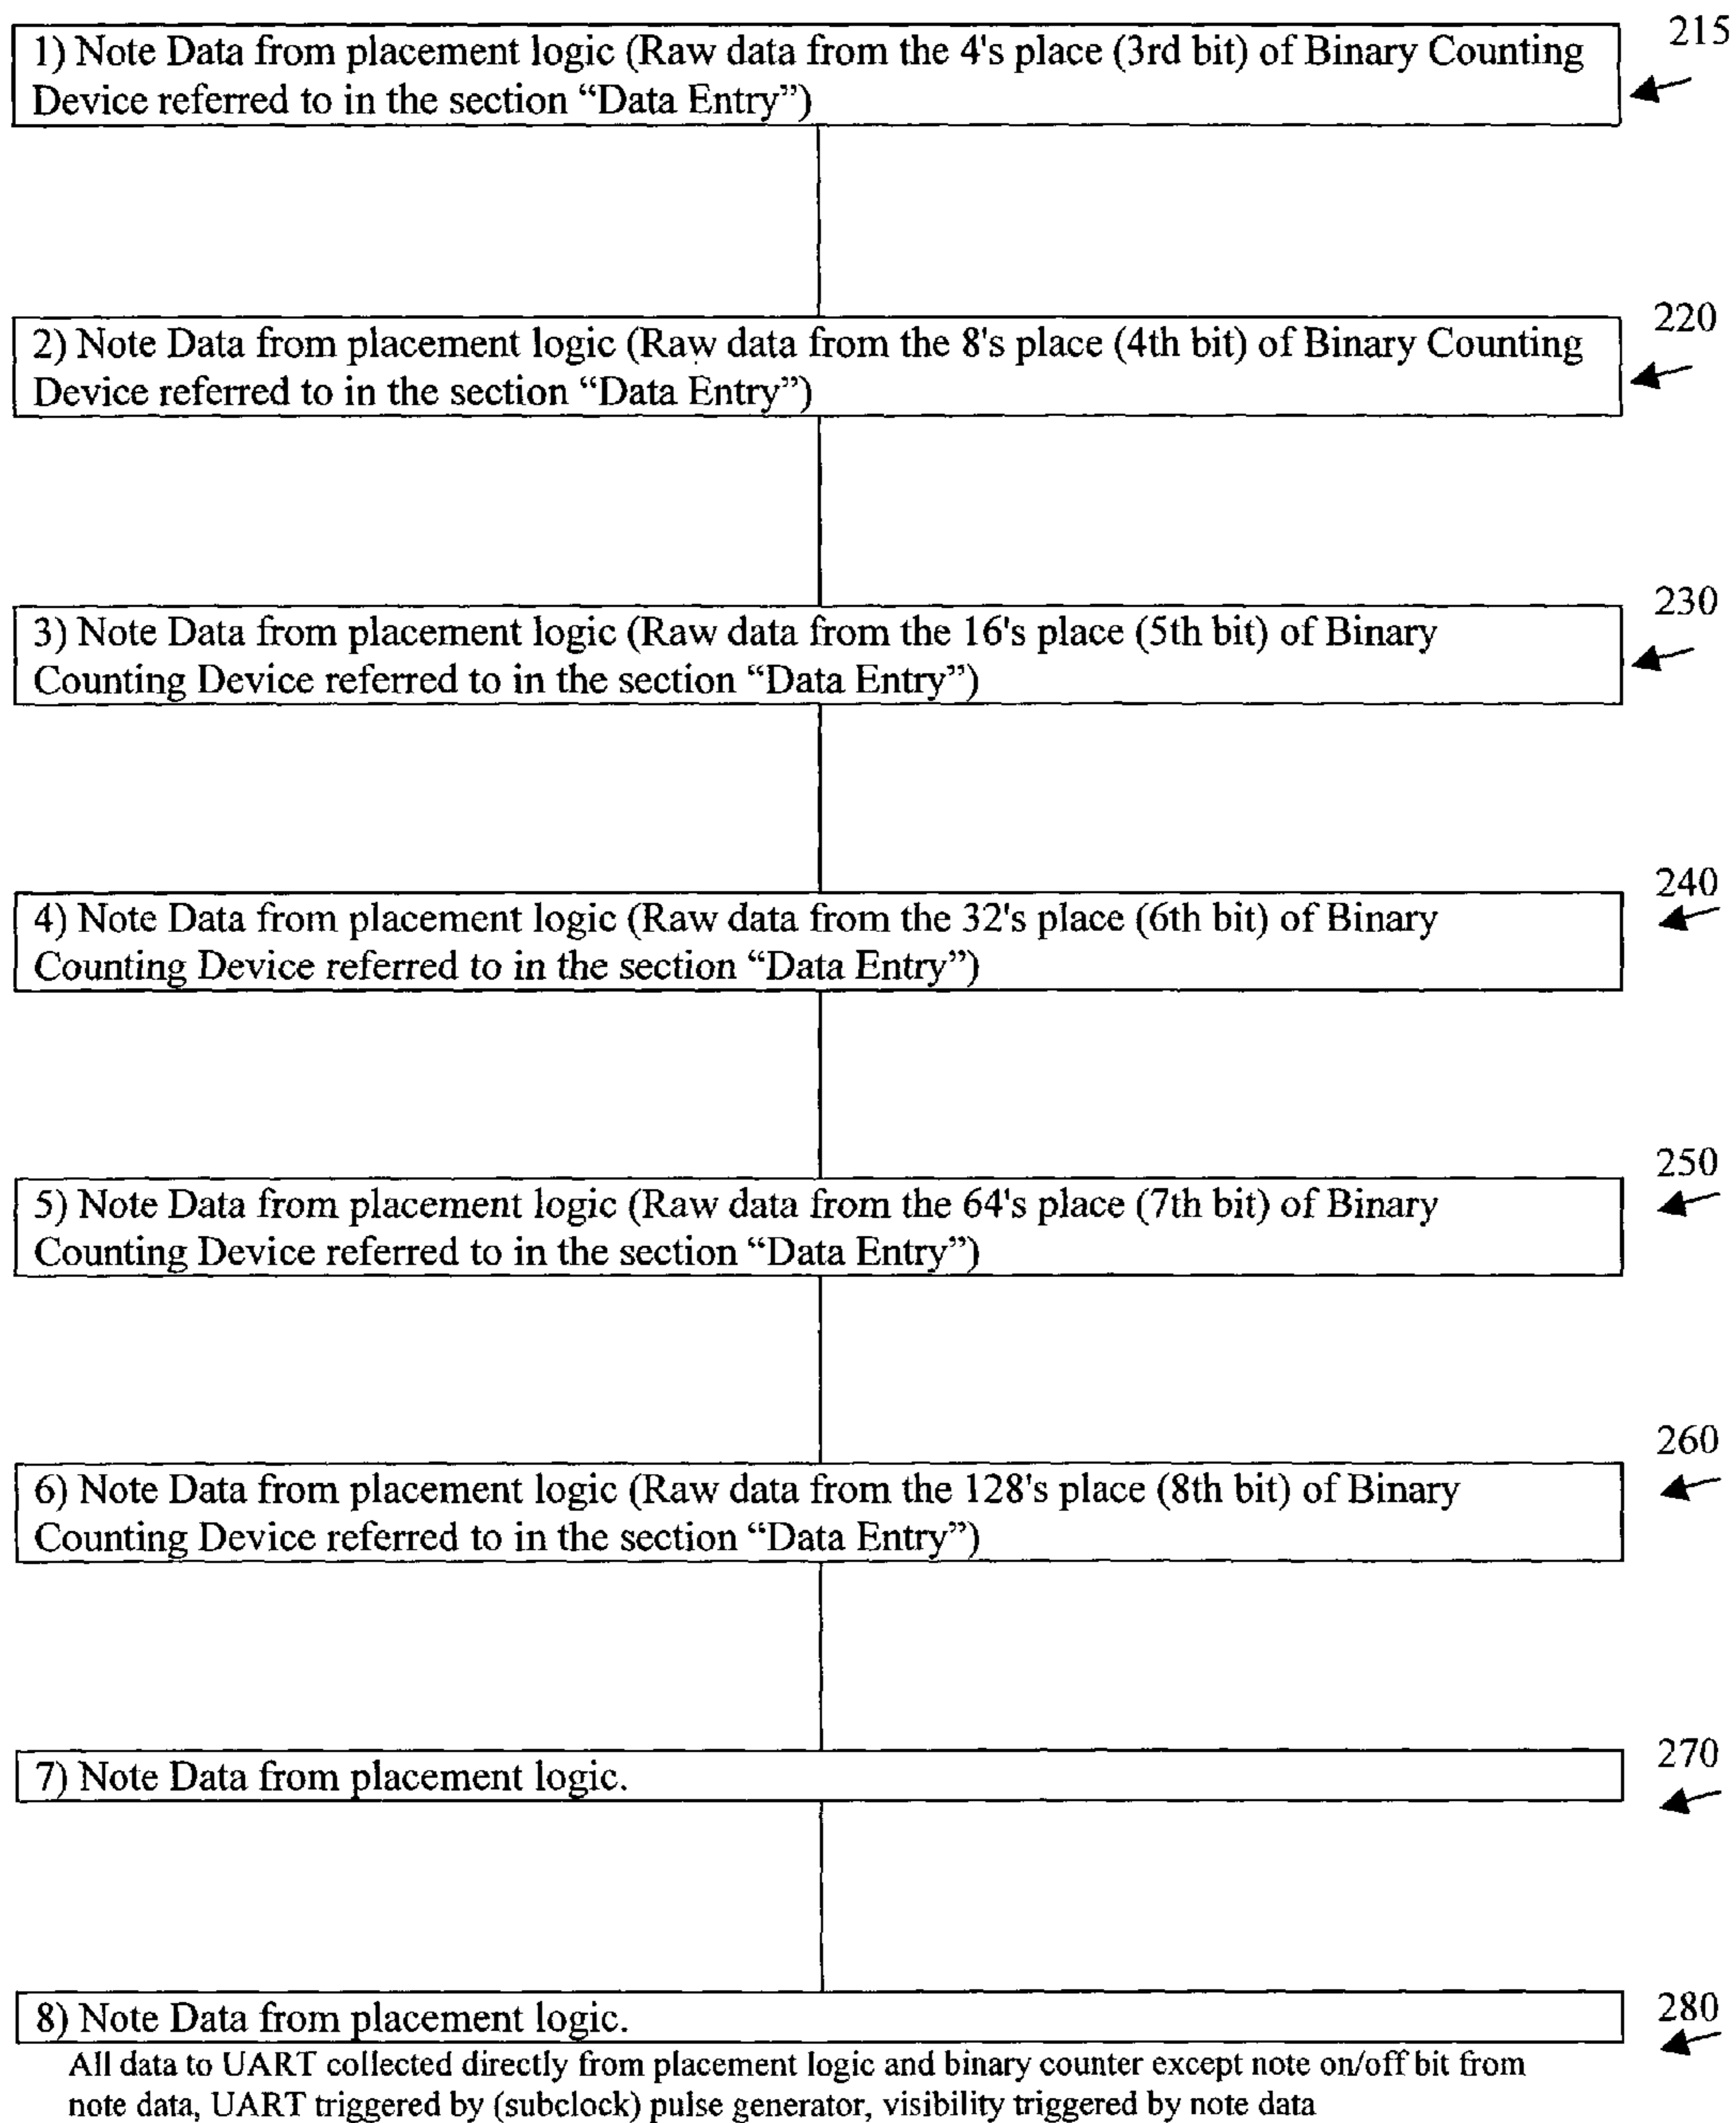 215
1) Note Data from placement logic (Raw data from the 4's place (3rd bit) of Binary Counting
Device referred to in the section “Data Entry”)
220
2) Note Data from placement logic (Raw data from the 8's place (4th bit) of Binary Counting
Device referred to in the section “Data Entry”)
230
3) Note Data from placement logic (Raw data from the 16's place (5th bit) of Binary
Counting Device referred to in the section “Data Entry”)
240
4) Note Data from placement logic (Raw data from the 32's place (6th bit) of Binary
Counting Device referred to in the section “Data Entry”)
250
5) Note Data from placement logic (Raw data from the 64's place (7th bit) of Binary
Counting Device referred to in the section “Data Entry”)
260
6) Note Data from placement logic (Raw data from the 128's place (8th bit) of Binary
Counting Device referred to in the section “Data Entry”)
270
7) Note Data from placement logic.
280
8) Note Data from placement logic.
All data to UART collected directly from placement logic and binary counter except note on/off bit from
note data, UART triggered by (subclock) pulse generator, visibility triggered by note data